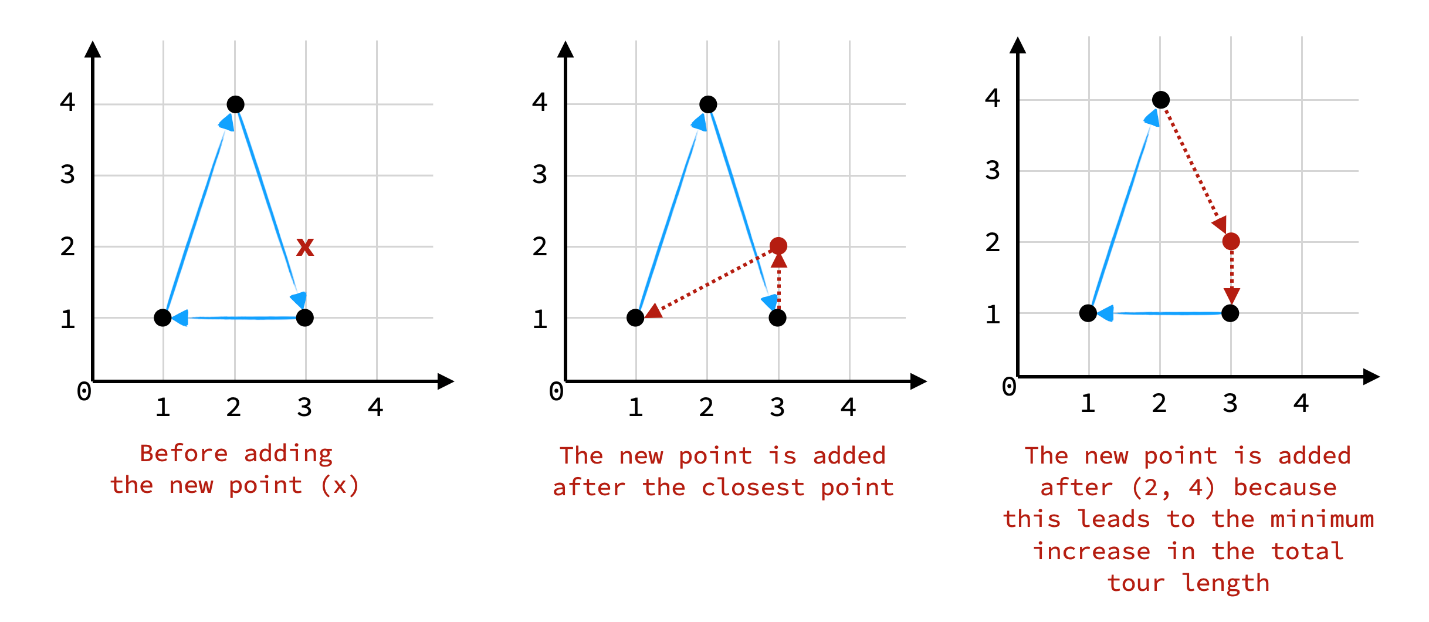 4
3
2
x
1
0
1 2 3 4
Before adding
the new point (x)
4
3
2
1
0
1 2 3 4
The new point is added
after the closest point
4
3
2
1
0
1 2 3 4
The new point is added
after (2, 4) because
this leads to the minimum
increase in the total
tour length